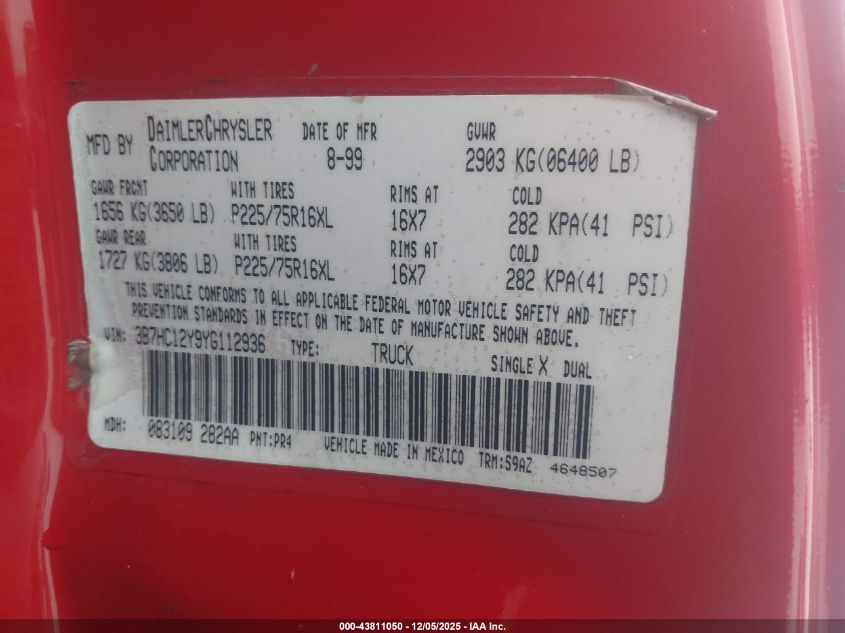 MFD BY DAIMLERCHRYSLER CORPORATION DATE OF MFR 8-99 GVWR 2903 KG(06400 LB)
GAWR FRONT WITH TIRES RIMS AT COLD
1656 KG(3650 LB) P225/75R16XL 16X7 282 KPA(41 PSI)
GAWR REAR WITH TIRES RIMS AT COLD
1727 KG(3806 LB) P225/75R16XL 16X7 282 KPA(41 PSI)
THIS VEHICLE CONFORMS TO ALL APPLICABLE FEDERAL MOTOR VEHICLE SAFETY AND THEFT
PREVENTION STANDARDS IN EFFECT ON THE DATE OF MANUFACTURE SHOWN ABOVE.
VIN: 3B7HC12Y9YG112936 TYPE: TRUCK SINGLE X DUAL
MDH: 083109 282AA PNT:PR4 VEHICLE MADE IN MEXICO TRM:S9AZ 4648507
000-43811050 - 12/05/2025 - IAA Inc.